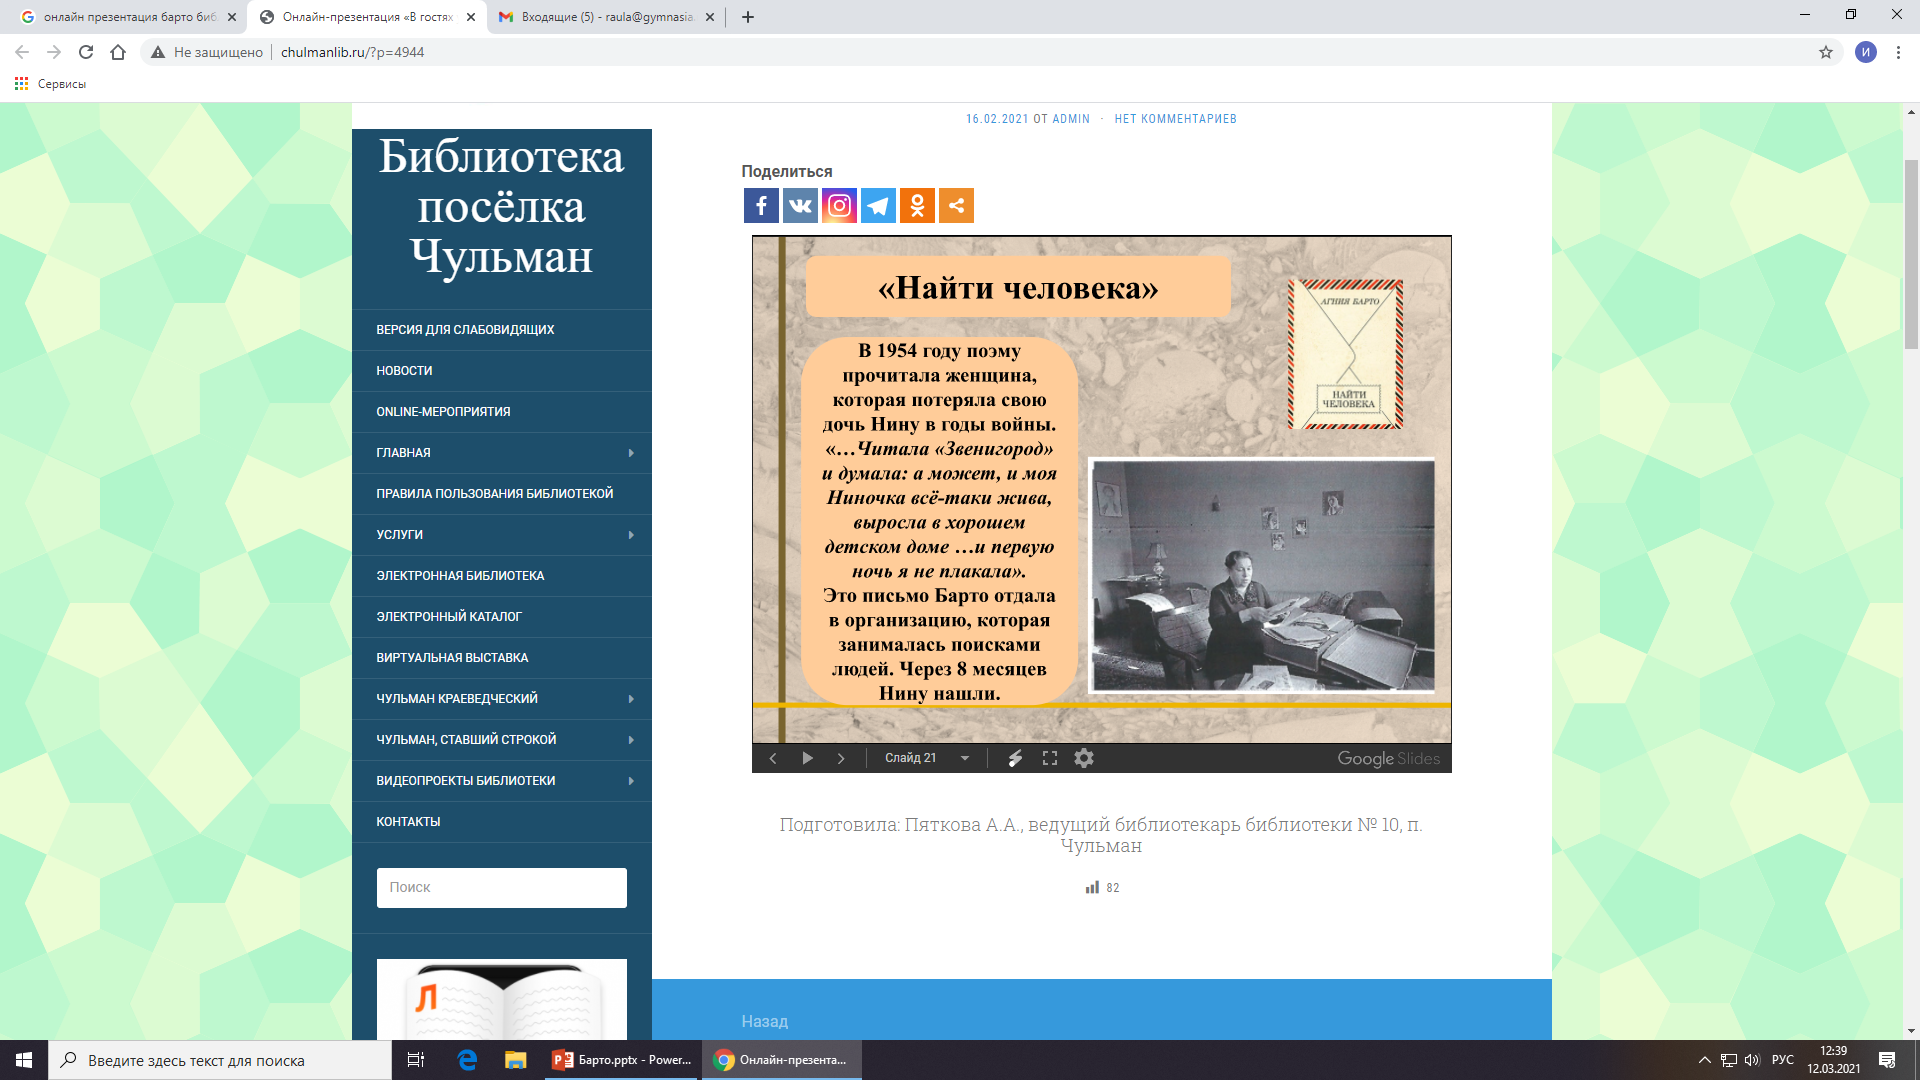 онлайн презентация барто биб
Онлайн-презентация «В гостях
Входящие (5) - raula@gymnasia
Не защищено
chulmanlib.ru/?p=4944
И
Сервисы
Библиотека
посёлка
Чульман
ВЕРСИЯ ДЛЯ СЛАБОВИДЯЩИХ
НОВОСТИ
ONLINE-МЕРОПРИЯТИЯ
ГЛАВНАЯ
ПРАВИЛА ПОЛЬЗОВАНИЯ БИБЛИОТЕКОЙ
УСЛУГИ
ЭЛЕКТРОННАЯ БИБЛИОТЕКА
ЭЛЕКТРОННЫЙ КАТАЛОГ
ВИРТУАЛЬНАЯ ВЫСТАВКА
ЧУЛЬМАН КРАЕВЕДЧЕСКИЙ
ЧУЛЬМАН, СТАВШИЙ СТРОКОЙ
ВИДЕОПРОЕКТЫ БИБЛИОТЕКИ
КОНТАКТЫ
Поиск
Л
16.02.2021 ОТ ADMIN · НЕТ КОММЕНТАРИЕВ
Поделиться
«Найти человека»
В 1954 году поэму
прочитала женщина,
которая потеряла свою
дочь Нину в годы войны.
«…Читала «Звенигород»
и думала: а может, и моя
Ниночка всё-таки жива,
выросла в хорошем
детском доме …и первую
ночь я не плакала».
Это письмо Барто отдала
в организацию, которая
занималась поисками
людей. Через 8 месяцев
Нину нашли.
АГНИЯ БАРТО
НАЙТИ
ЧЕЛОВЕКА
Слайд 21
Google Slides
Подготовила: Пяткова А.А., ведущий библиотекарь библиотеки № 10, п.
Чульман
82
Назад
Введите здесь текст для поиска
Барто.pptx - Power...
Онлайн-презента...
РУС
12:39
12.03.2021